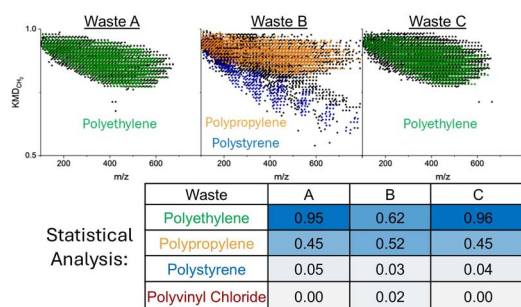 Waste A Waste B Waste C
1.0
KMD CH2
0.5
Polyethylene
Polypropylene
Polystyrene
Polyethylene
200 400 600 200 400 600 200 400 600
m/z m/z m/z
Statistical
Analysis:
Waste A B C
Polyethylene 0.95 0.62 0.96
Polypropylene 0.45 0.52 0.45
Polystyrene 0.05 0.03 0.04
Polyvinyl Chloride 0.00 0.02 0.00